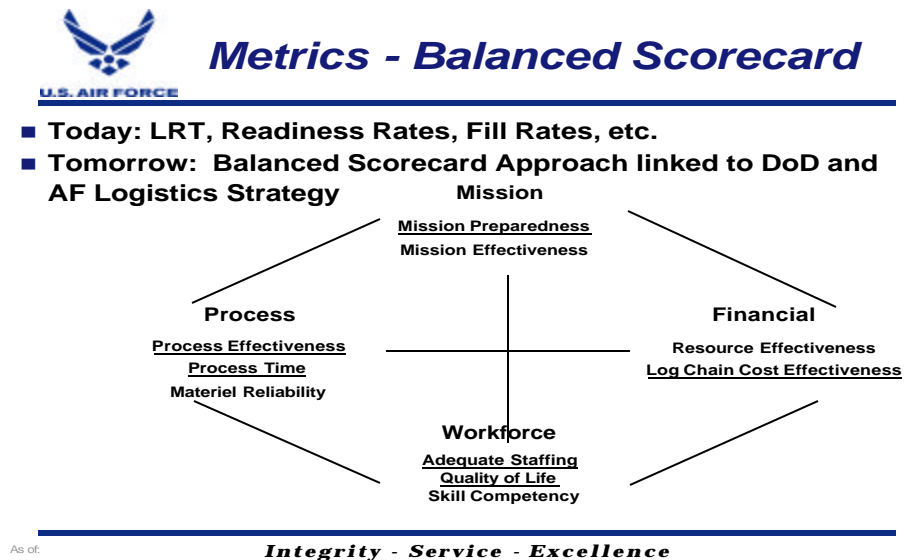 Metrics - Balanced Scorecard
U.S. AIR FORCE
Today: LRT, Readiness Rates, Fill Rates, etc.
Tomorrow: Balanced Scorecard Approach linked to DoD and
AF Logistics Strategy
Mission
Mission Preparedness
Mission Effectiveness
Process
Process Effectiveness
Process Time
Materiel Reliability
Financial
Resource Effectiveness
Log Chain Cost Effectiveness
Workforce
Adequate Staffing
Quality of Life
Skill Competency
As of:
Integrity - Service - Excellence